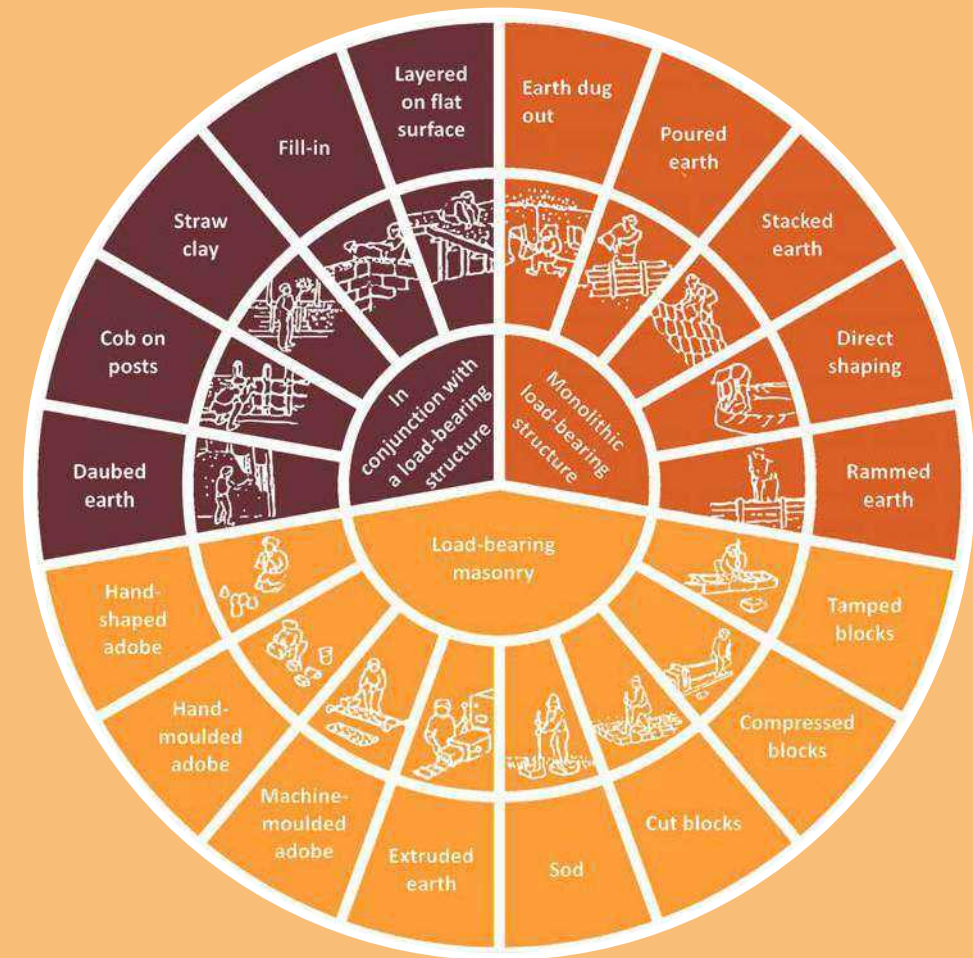 Layered
on flat
surface
Earth dug
out
Poured
earth
Stacked
earth
Direct
shaping
Rammed
earth
Tamped
blocks
Compressed
blocks
Cut blocks
Sod
Extruded
earth
Machine-
moulded
adobe
Hand-
moulded
adobe
Hand-
shaped
adobe
Daubed
earth
Cob on
posts
Straw
clay
Fill-in
In
conjunction with
a load-bearing
structure
Monolithic
load-bearing
structure
Load-bearing
masonry